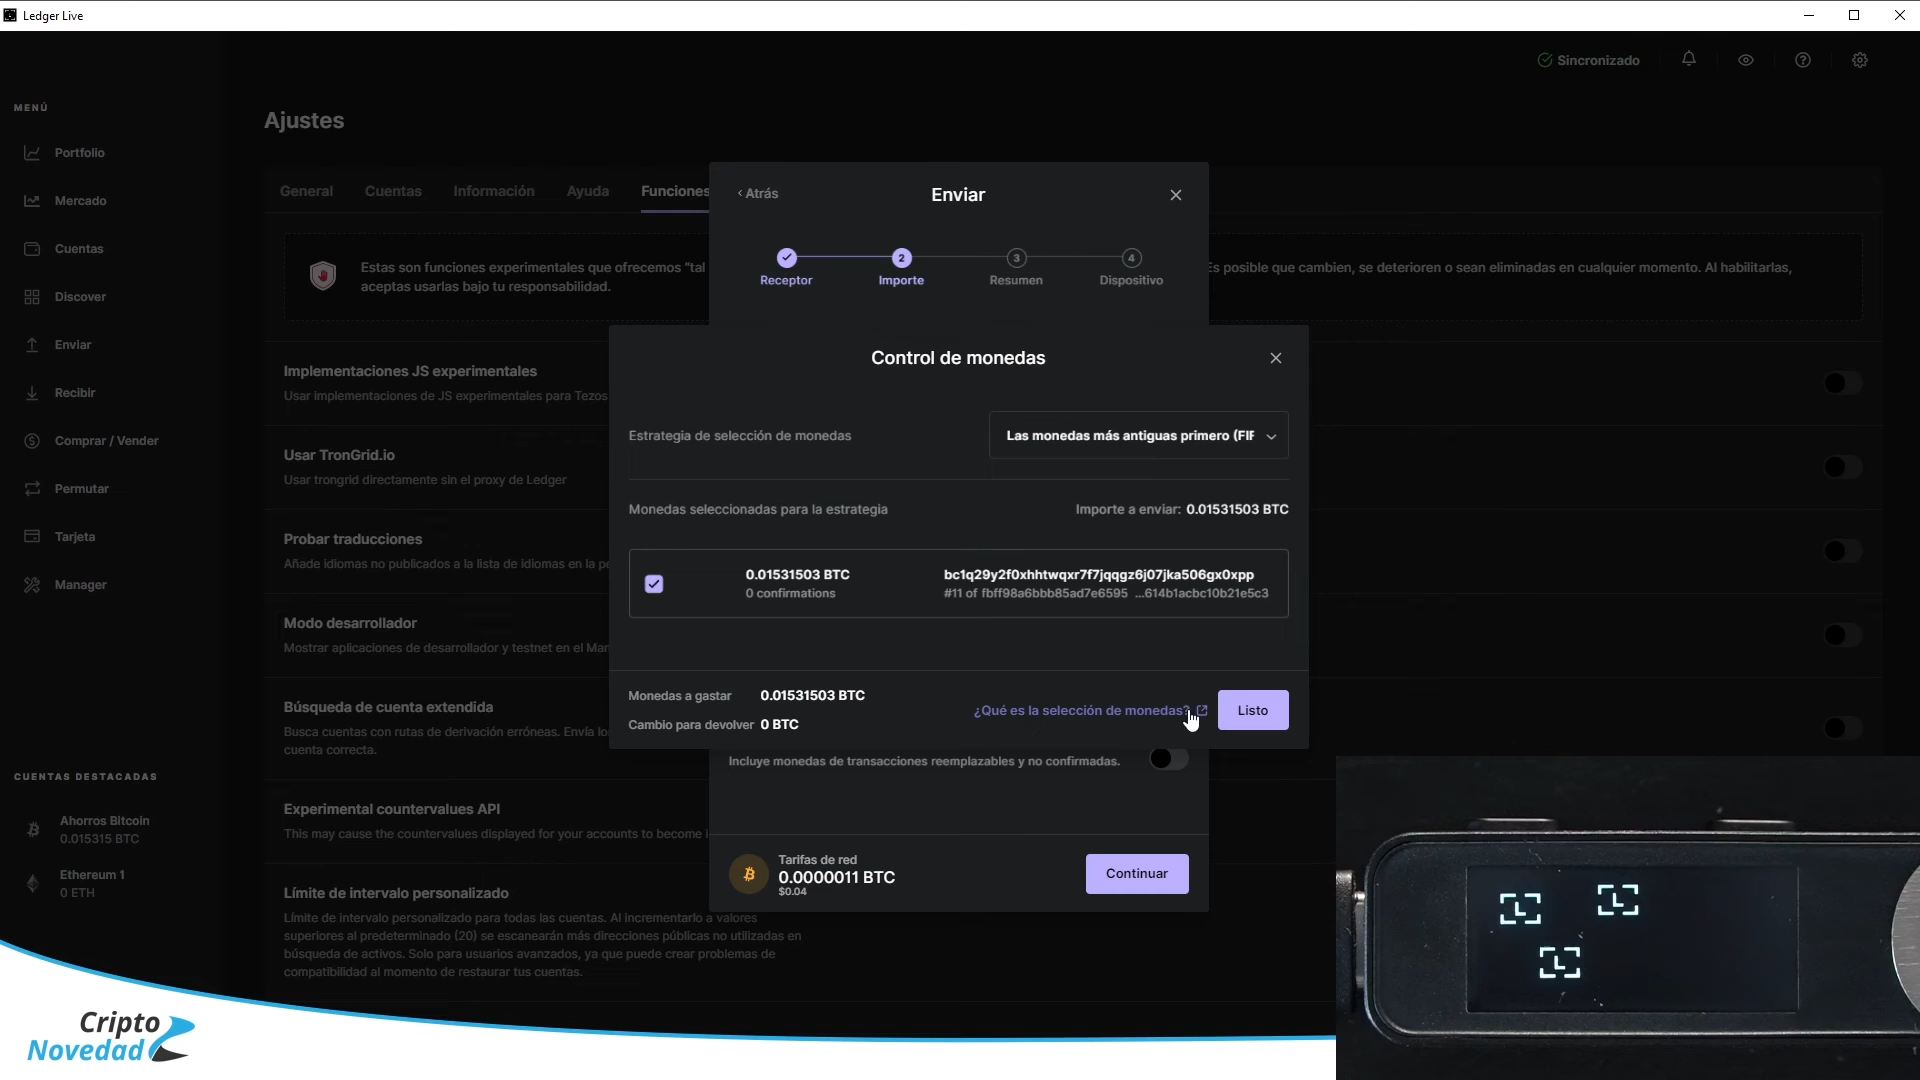 Ledger Live
Sincronizado
MENÚ
Portfolio
Mercado
Cuentas
Discover
Enviar
Recibir
Comprar / Vender
Permutar
Tarjeta
Manager
CUENTAS DESTACADAS
Ahorros Bitcoin
0.015315 BTC
Ethereum 1
0 ETH
Ajustes
General
Cuentas
Información
Ayuda
Funciones
Estas son funciones experimentales que ofrecemos "tal
Es posible que cambien, se deterioren o sean eliminadas en cualquier momento. Al habilitarlas,
aceptas usarlas bajo tu responsabilidad.
Implementaciones JS experimentales
Usar implementaciones de JS experimentales para Tezos
Usar TronGrid.io
Usar trongrid directamente sin el proxy de Ledger
Probar traducciones
Añade idiomas no publicados a la lista de idiomas en la
Modo desarrollador
Mostrar aplicaciones de desarrollador y testnet en el
Búsqueda de cuenta extendida
Busca cuentas con rutas de derivación erróneas. Envía
cuenta correcta.
Experimental countervalues API
This may cause the countervalues displayed for your accounts to become
Límite de intervalo personalizado
Límite de intervalo personalizado para todas las cuentas. Al incrementarlo a valores
superiores al predeterminado (20) se escanearán más direcciones públicas no utilizadas en
búsqueda de activos. Solo para usuarios avanzados, ya que puede crear problemas de
compatibilidad al momento de restaurar tus cuentas.
Atrás
Enviar
2
3
4
Receptor
Importe
Resumen
Dispositivo
Control de monedas
Estrategia de selección de monedas
Las monedas más antiguas primero (FIF
Monedas seleccionadas para la estrategia
Importe a enviar: 0.01531503 BTC
0.01531503 BTC
bc1q29y2f0xhhtwqxr7f7jqqgz6j07jka506gx0xpp
0 confirmations
#11 of fbff98a6bbb85ad7e6595 ...614b1acbc10b21e5c3
Monedas a gastar 0.01531503 BTC
Cambio para devolver 0 BTC
¿Qué es la selección de monedas?
Listo
Incluye monedas de transacciones reemplazables y no confirmadas.
Tarifas de red
0.0000011 BTC
$0.04
Continuar
Cripto
Novedad